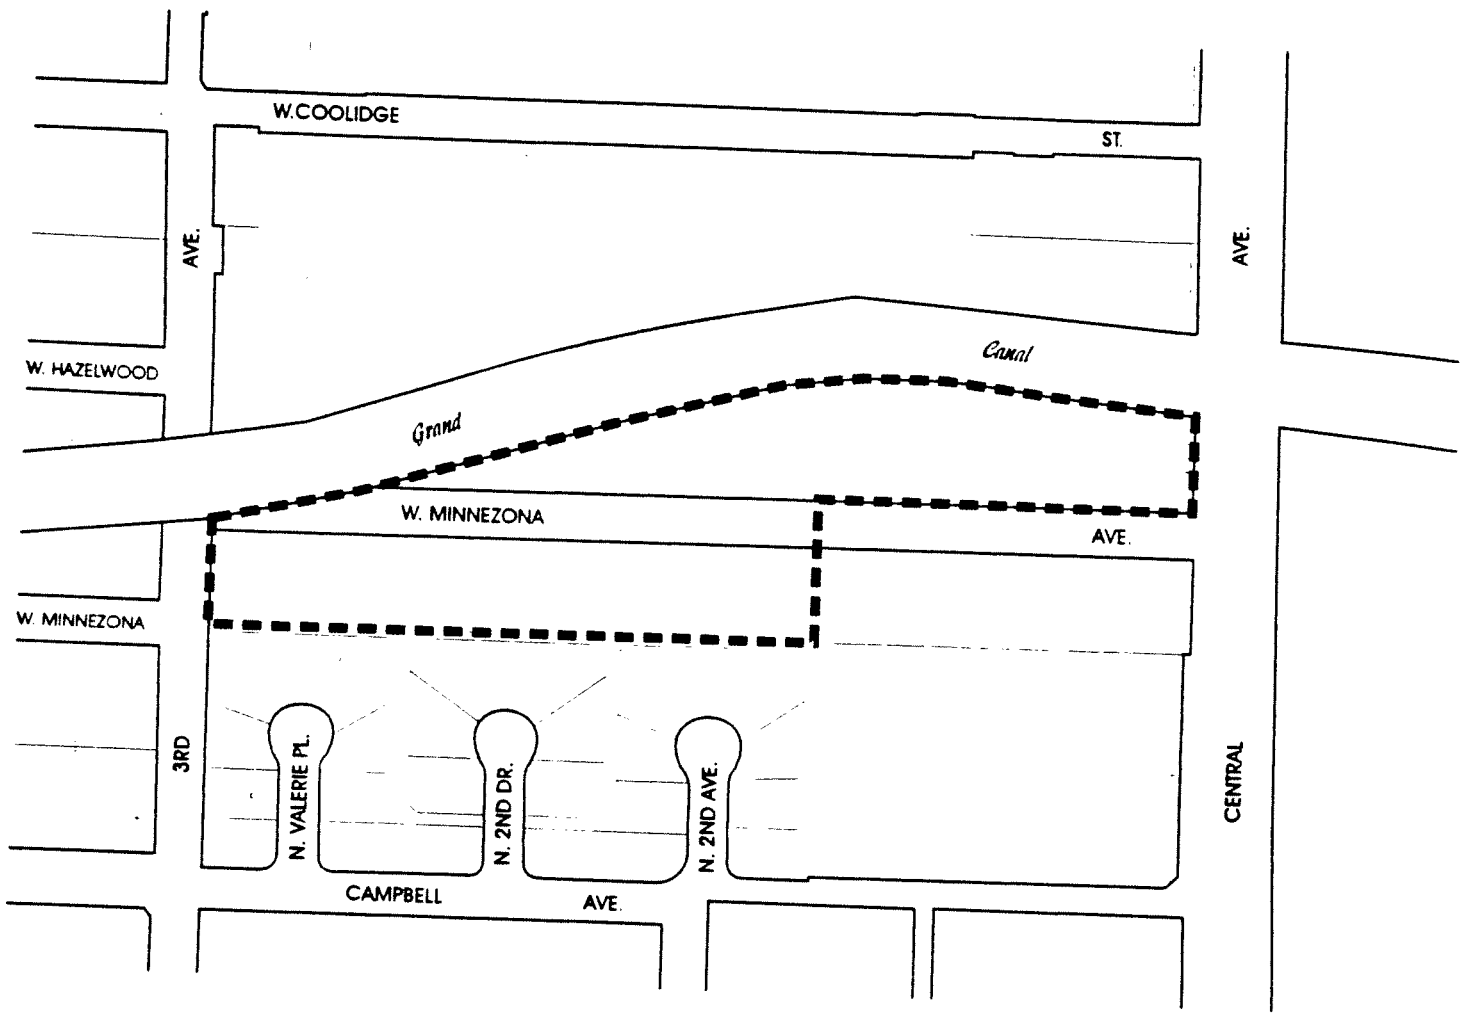 W.COOLIDGE
ST.
AVE.
AVE.
Canal
W. HAZELWOOD
Grand
W. MINNEZONA
AVE.
W. MINNEZONA
3RD
N. VALERIE PL.
N. 2ND DR.
N. 2ND AVE.
CENTRAL
CAMPBELL
AVE.